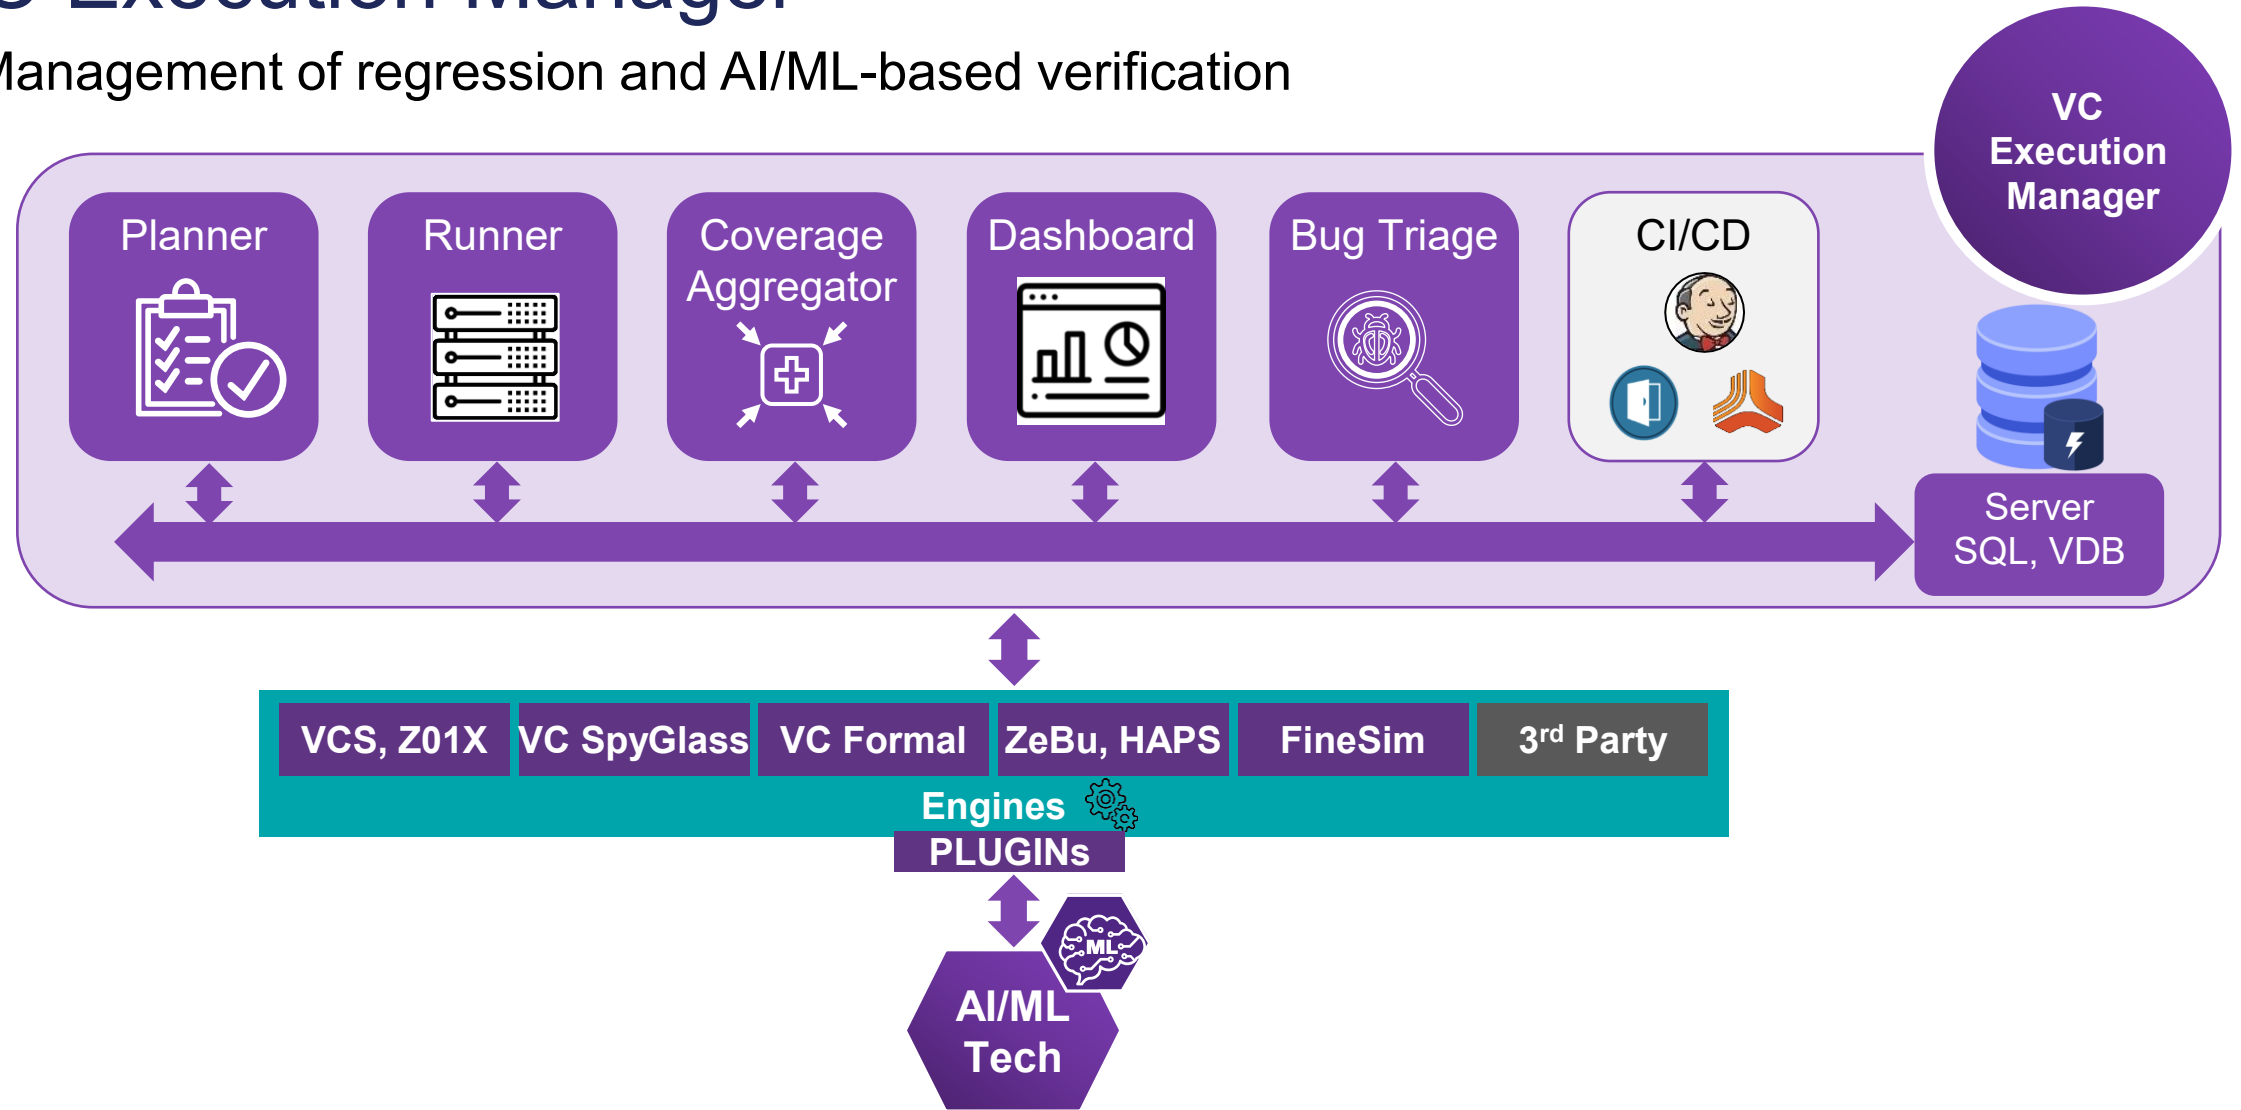 Execution Manager
Management of regression and AI/ML-based verification
VC
Execution
Manager
Planner
Runner
Coverage
Aggregator
Dashboard
Bug Triage
CI/CD
Server
SQL, VDB
VCS, Z01X
VC SpyGlass
VC Formal
ZeBu, HAPS
FineSim
3rd Party
Engines
PLUGINs
ML
AI/ML
Tech